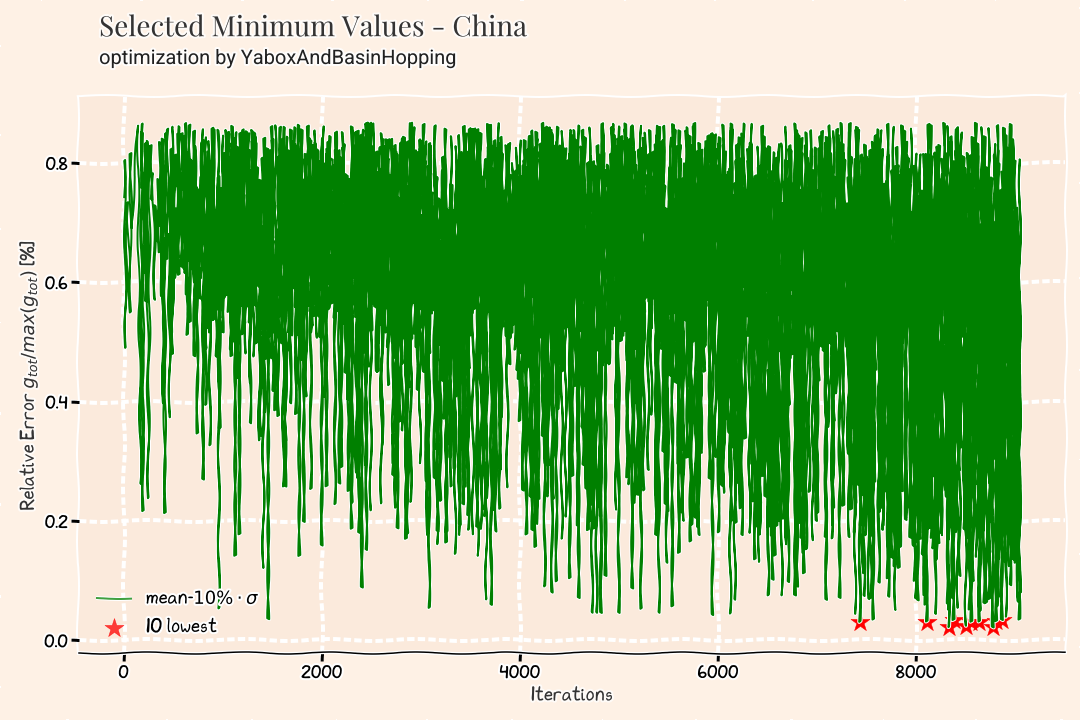 Selected Minimum Values - China
optimization by YaboxAndBasinHopping
Relative Error g_tot/max(g_tot) [%]
0.8
0.6
0.4
0.2
0.0
mean-10% · σ
10 lowest
0 2000 4000 6000 8000
Iterations